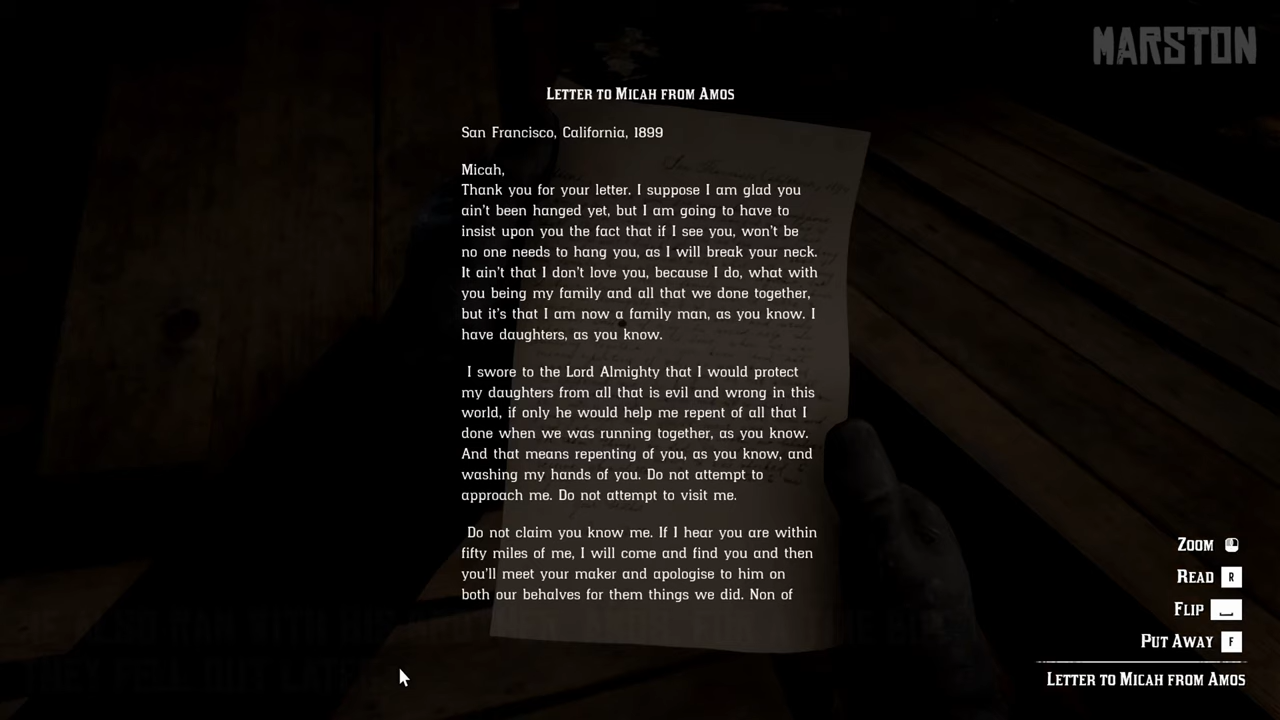 MARSTON
LETTER TO MICAH FROM AMOS
San Francisco, California, 1899
Micah,
Thank you for your letter. I suppose I am glad you
ain't been hanged yet, but I am going to have to
insist upon you the fact that if I see you, won't be
no one needs to hang you, as I will break your neck.
It ain't that I don't love you, because I do, what with
you being my family and all that we done together,
but it's that I am now a family man, as you know. I
have daughters, as you know.
I swore to the Lord Almighty that I would protect
my daughters from all that is evil and wrong in this
world, if only he would help me repent of all that I
done when we was running together, as you know.
And that means repenting of you, as you know, and
washing my hands of you. Do not attempt to
approach me. Do not attempt to visit me.
Do not claim you know me. If I hear you are within
fifty miles of me, I will come and find you and then
you'll meet your maker and apologise to him on
both our behalves for them things we did. Non of
ZOOM
READ R
FLIP
PUT AWAY F
LETTER TO MICAH FROM AMOS